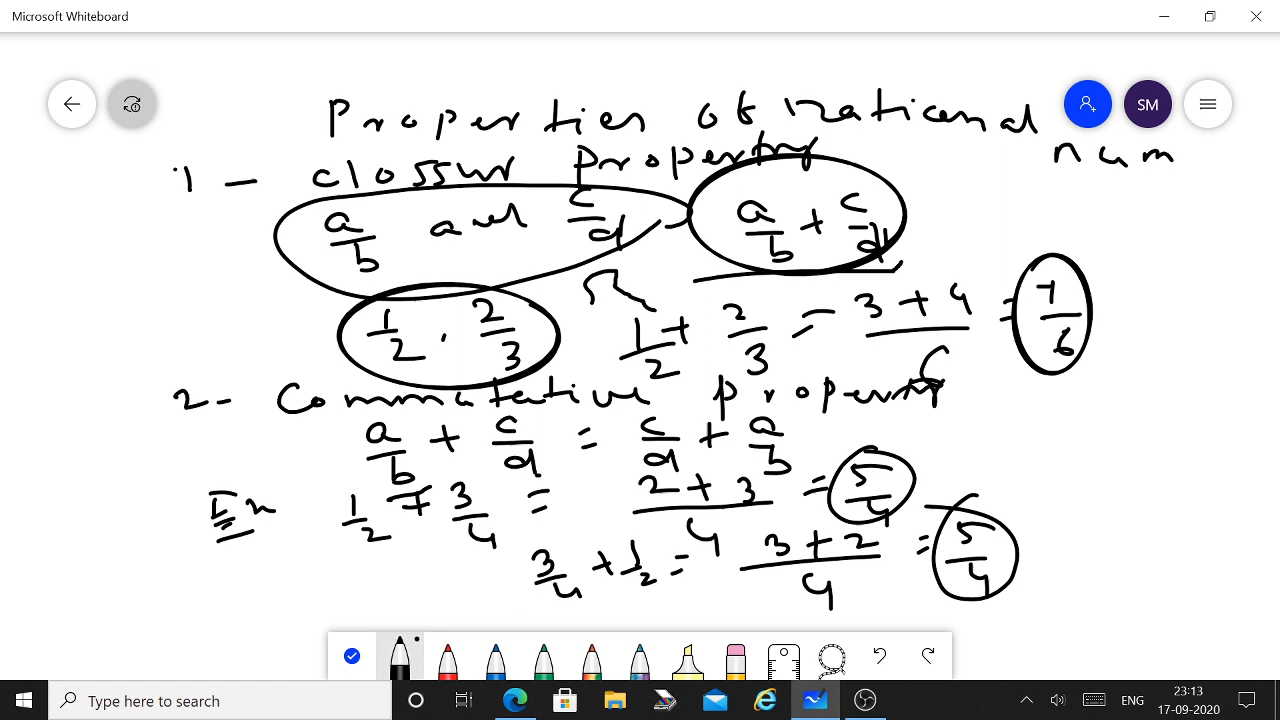 Microsoft Whiteboard
SM
Properties of rational num
1 - clossur property
a/b and c/d a/b + c/d
1/2 . 2/3 1/2 + 2/3 = 3 + 4/6 = 7/6
2- Commutative property
a/b + c/d = c/d + a/b
Ex 1/2 + 3/4 = 2 + 3/4 = 5/4
3/4 + 1/2 = 3 + 2/4 = 5/4
Type here to search
ENG
23:13
17-09-2020